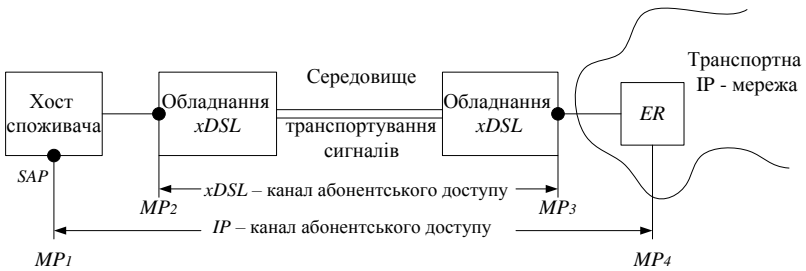 Хост
споживача
SAP
Обладнання
xDSL
Середовище
транспортування
сигналів
Обладнання
xDSL
Транспортна
IP - мережа
ER
xDSL – канал абонентського доступу
MP2
MP3
IP – канал абонентського доступу
MP1
MP4